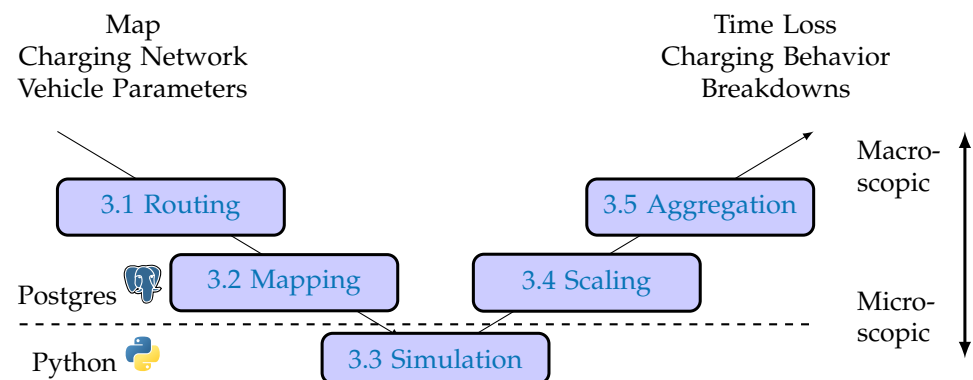 Map
Charging Network
Vehicle Parameters
Time Loss
Charging Behavior
Breakdowns
Macro-
scopic
3.1 Routing
3.5 Aggregation
3.2 Mapping
3.4 Scaling
Postgres
Micro-
scopic
Python
3.3 Simulation